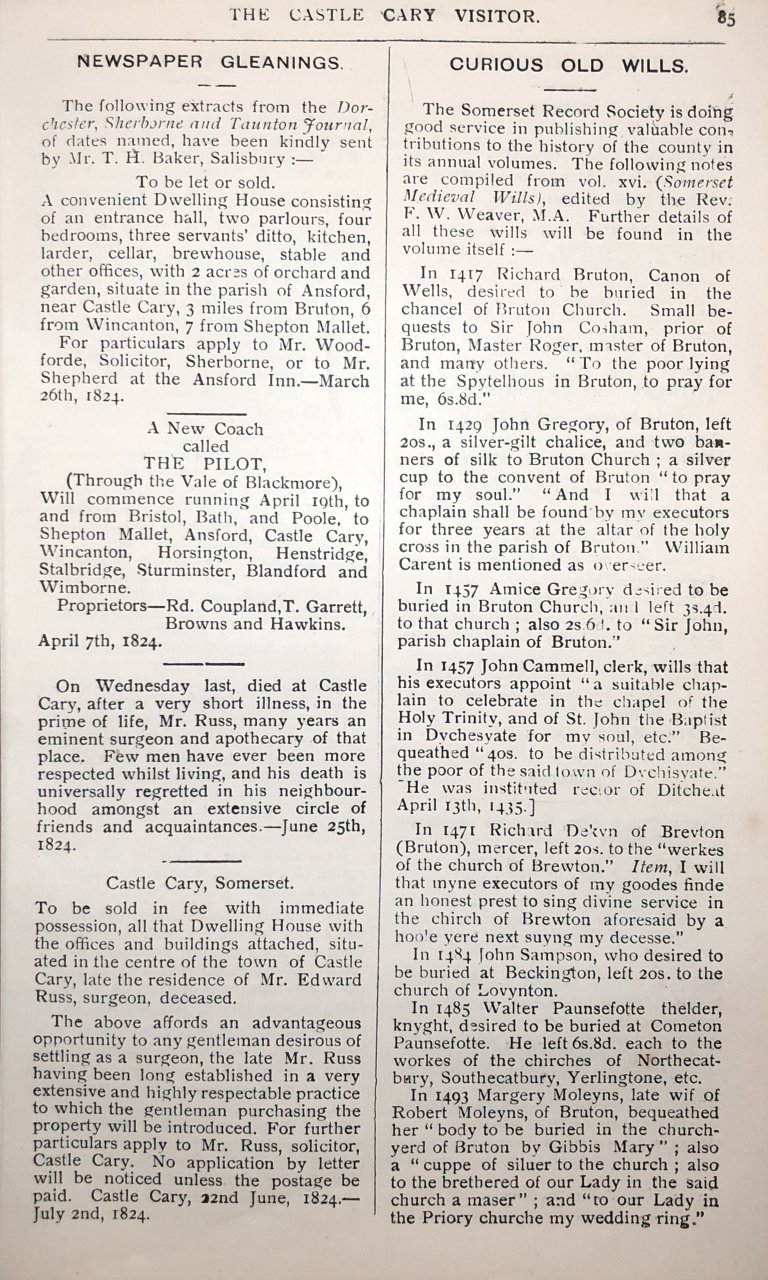 THE CASTLE CARY VISITOR.
85
NEWSPAPER GLEANINGS.
The following extracts from the Dor-
chester, Sherborne and Taunton Journal,
of dates named, have been kindly sent
by Mr. T. H. Baker, Salisbury :—
To be let or sold.
A convenient Dwelling House consisting
of an entrance hall, two parlours, four
bedrooms, three servants' ditto, kitchen,
larder, cellar, brewhouse, stable and
other offices, with 2 acres of orchard and
garden, situate in the parish of Ansford,
near Castle Cary, 3 miles from Bruton, 6
from Wincanton, 7 from Shepton Mallet.
For particulars apply to Mr. Wood-
forde, Solicitor, Sherborne, or to Mr.
Shepherd at the Ansford Inn.—March
26th, 1824.
A New Coach
called
THE PILOT,
(Through the Vale of Blackmore),
Will commence running April 19th, to
and from Bristol, Bath, and Poole, to
Shepton Mallet, Ansford, Castle Cary,
Wincanton, Horsington, Henstridge,
Stalbridge, Sturminster, Blandford and
Wimborne.
Proprietors—Rd. Coupland, T. Garrett,
Browns and Hawkins.
April 7th, 1824.
On Wednesday last, died at Castle
Cary, after a very short illness, in the
prime of life, Mr. Russ, many years an
eminent surgeon and apothecary of that
place. Few men have ever been more
respected whilst living, and his death is
universally regretted in his neighbour-
hood amongst an extensive circle of
friends and acquaintances.—June 25th,
1824.
Castle Cary, Somerset.
To be sold in fee with immediate
possession, all that Dwelling House with
the offices and buildings attached, situ-
ated in the centre of the town of Castle
Cary, late the residence of Mr. Edward
Russ, surgeon, deceased.
The above affords an advantageous
opportunity to any gentleman desirous of
settling as a surgeon, the late Mr. Russ
having been long established in a very
extensive and highly respectable practice
to which the gentleman purchasing the
property will be introduced. For further
particulars apply to Mr. Russ, solicitor,
Castle Cary. No application by letter
will be noticed unless the postage be
paid. Castle Cary, 22nd June, 1824.—
July 2nd, 1824.
CURIOUS OLD WILLS.
The Somerset Record Society is doing
good service in publishing valuable con-
tributions to the history of the county in
its annual volumes. The following notes
are compiled from vol. xvi. (Somerset
Medieval Wills), edited by the Rev.
F. W. Weaver, M.A. Further details of
all these wills will be found in the
volume itself :—
In 1417 Richard Bruton, Canon of
Wells, desired to be buried in the
chancel of Bruton Church. Small be-
quests to Sir John Cosham, prior of
Bruton, Master Roger, master of Bruton,
and many others. "To the poor lying
at the Spytelhous in Bruton, to pray for
me, 6s.8d."
In 1429 John Gregory, of Bruton, left
20s., a silver-gilt chalice, and two ban-
ners of silk to Bruton Church ; a silver
cup to the convent of Bruton "to pray
for my soul." "And I will that a
chaplain shall be found by my executors
for three years at the altar of the holy
cross in the parish of Bruton." William
Carent is mentioned as overseer.
In 1457 Amice Gregory desired to be
buried in Bruton Church, and left 3s.4d.
to that church ; also 2s.6d. to "Sir John,
parish chaplain of Bruton."
In 1457 John Cammell, clerk, wills that
his executors appoint "a suitable chap-
lain to celebrate in the chapel of the
Holy Trinity, and of St. John the Baptist
in Dychesyate for my soul, etc." Be-
queathed "40s. to be distributed among
the poor of the said town of Dychisyate."
[He was instituted rector of Ditcheat
April 13th, 1435.]
In 1471 Richard Dekyn of Brevton
(Bruton), mercer, left 20s. to the "werkes
of the church of Brewton." Item, I will
that myne executors of my goodes finde
an honest prest to sing divine service in
the chirch of Brewton aforesaid by a
hoole yere next suyng my decesse."
In 1484 John Sampson, who desired to
be buried at Beckington, left 20s. to the
church of Lovynton.
In 1485 Walter Paunsefotte thelder,
knyght, desired to be buried at Cometon
Paunsefotte. He left 6s.8d. each to the
workes of the chirches of Northecat-
bury, Southecatbury, Yerlingtone, etc.
In 1493 Margery Moleyns, late wif of
Robert Moleyns, of Bruton, bequeathed
her "body to be buried in the church-
yerd of Bruton by Gibbis Mary" ; also
a "cuppe of siluer to the church ; also
to the brethered of our Lady in the said
church a maser" ; and "to our Lady in
the Priory churche my wedding ring."